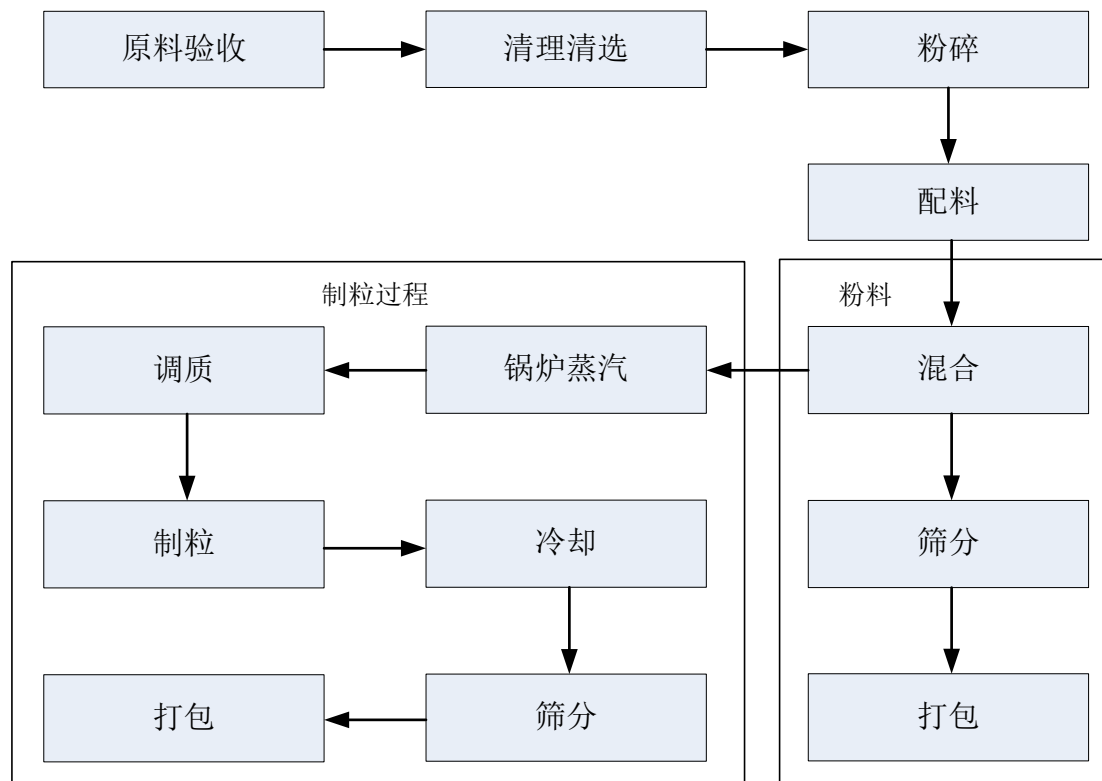 原料验收
清理清选
粉碎
配料
制粒过程
粉料
调质
锅炉蒸汽
混合
制粒
冷却
筛分
打包
筛分
打包